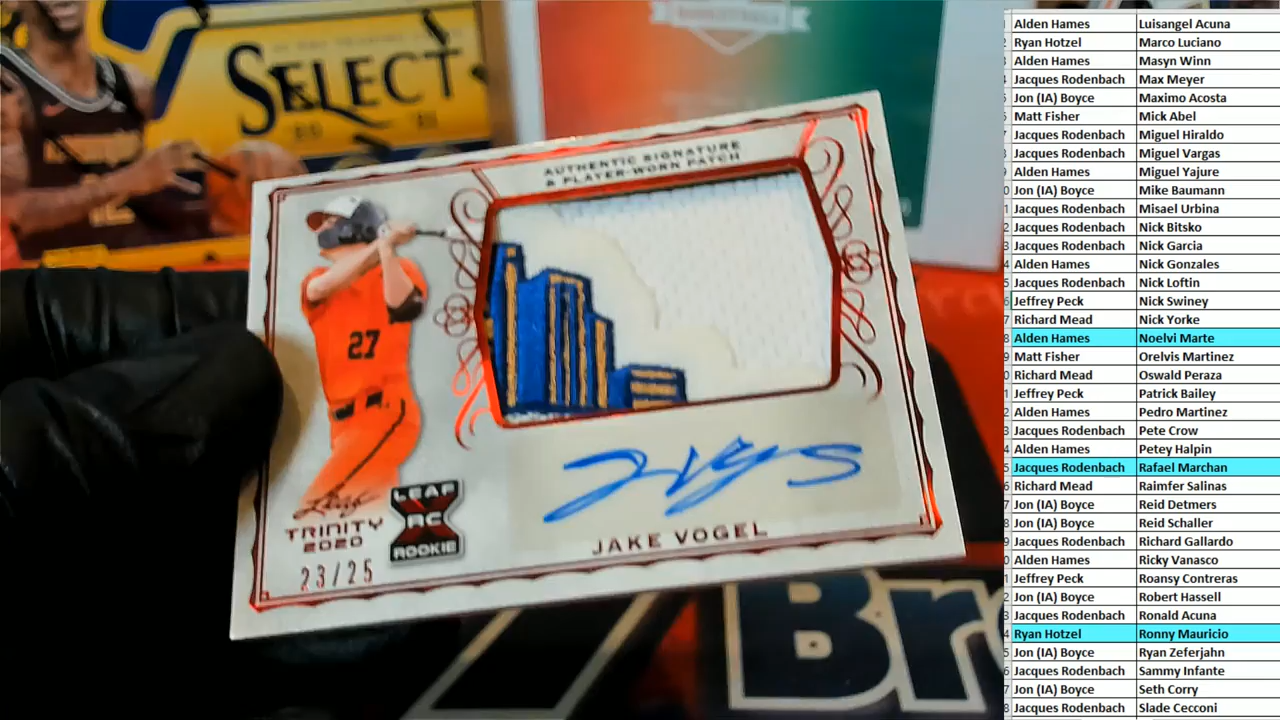 SELECT
AUTHENTIC SIGNATURE
& PLAYER-WORN PATCH
27
Leaf
TRINITY
2020
LEAF
RC
ROOKIE
23/25
JAKE VOGEL
Br
Alden Hames Luisangel Acuna
Ryan Hotzel Marco Luciano
Alden Hames Masyn Winn
Jacques Rodenbach Max Meyer
Jon (IA) Boyce Maximo Acosta
Matt Fisher Mick Abel
Jacques Rodenbach Miguel Hiraldo
Jacques Rodenbach Miguel Vargas
Alden Hames Miguel Yajure
Jon (IA) Boyce Mike Baumann
Jacques Rodenbach Misael Urbina
Jacques Rodenbach Nick Bitsko
Jacques Rodenbach Nick Garcia
Alden Hames Nick Gonzales
Jacques Rodenbach Nick Loftin
Jeffrey Peck Nick Swiney
Richard Mead Nick Yorke
Alden Hames Noelvi Marte
Matt Fisher Orelvis Martinez
Richard Mead Oswald Peraza
Jeffrey Peck Patrick Bailey
Alden Hames Pedro Martinez
Jacques Rodenbach Pete Crow
Alden Hames Petey Halpin
Jacques Rodenbach Rafael Marchan
Richard Mead Raimfer Salinas
Jon (IA) Boyce Reid Detmers
Jon (IA) Boyce Reid Schaller
Jacques Rodenbach Richard Gallardo
Alden Hames Ricky Vanasco
Jeffrey Peck Roansy Contreras
Jon (IA) Boyce Robert Hassell
Jacques Rodenbach Ronald Acuna
Ryan Hotzel Ronny Mauricio
Jon (IA) Boyce Ryan Zeferjahn
Jacques Rodenbach Sammy Infante
Jon (IA) Boyce Seth Corry
Jacques Rodenbach Slade Cecconi